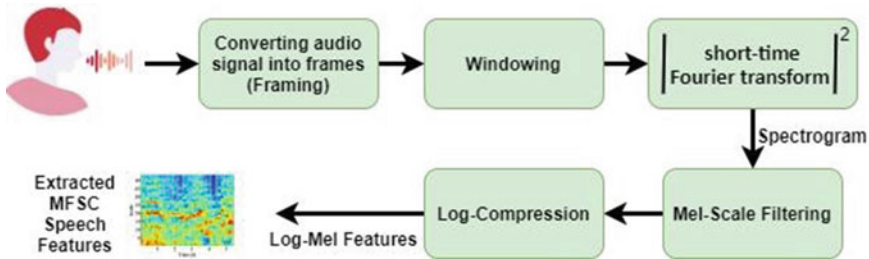 Converting audio
signal into frames
(Framing)
Windowing
short-time
Fourier transform
2
Spectrogram
Mel-Scale Filtering
Log-Compression
Log-Mel Features
Extracted
MFSC
Speech
Features